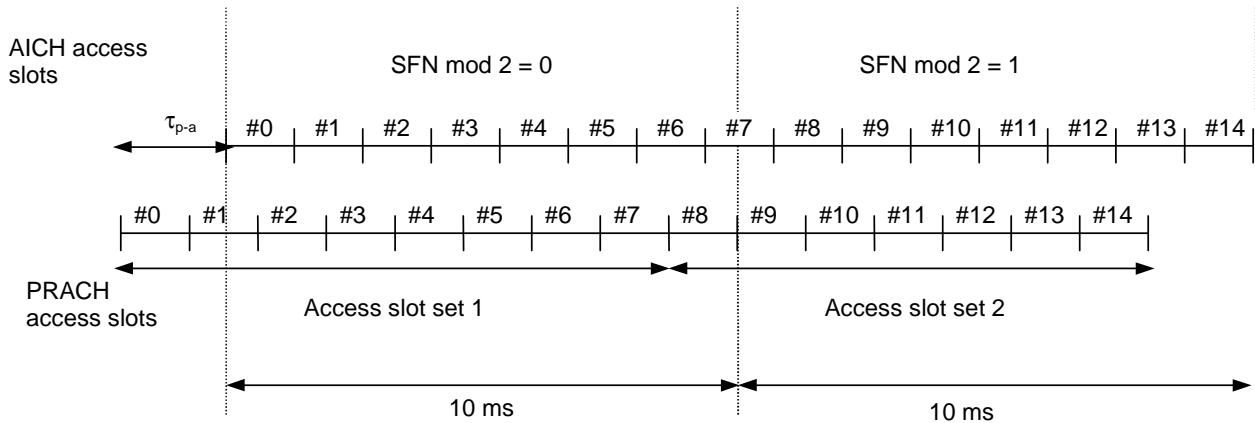 AICH access
slots
SFN mod 2 = 0
SFN mod 2 = 1
τp-a
#0 #1 #2 #3 #4 #5 #6 #7 #8 #9 #10 #11 #12 #13 #14
#0 #1 #2 #3 #4 #5 #6 #7 #8 #9 #10 #11 #12 #13 #14
PRACH
access slots
Access slot set 1
Access slot set 2
10 ms
10 ms